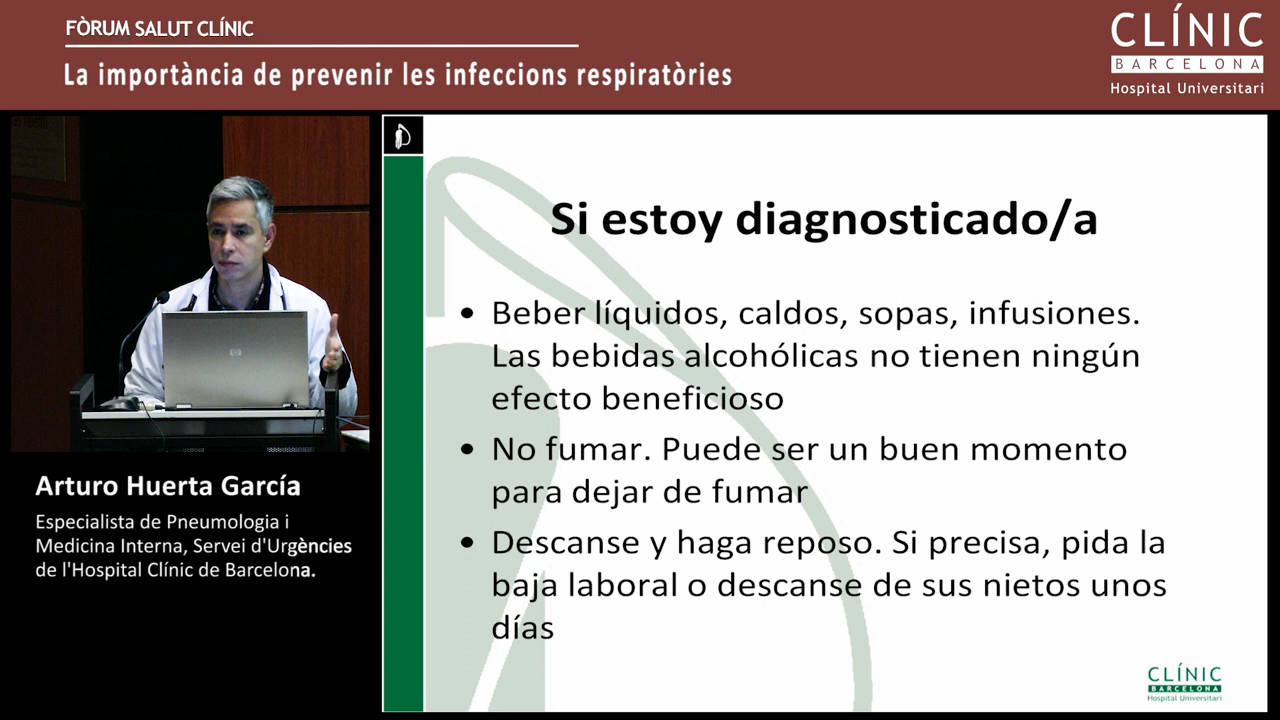 FÒRUM SALUT CLÍNIC
La importància de prevenir les infeccions respiratòries
CLÍNIC
BARCELONA
Hospital Universitari
Si estoy diagnosticado/a
• Beber líquidos, caldos, sopas, infusiones.
Las bebidas alcohólicas no tienen ningún
efecto beneficioso
• No fumar. Puede ser un buen momento
para dejar de fumar
• Descanse y haga reposo. Si precisa, pida la
baja laboral o descanse de sus nietos unos
días
Arturo Huerta García
Especialista de Pneumologia i
Medicina Interna, Servei d'Urgències
de l'Hospital Clínic de Barcelona.
CLÍNIC
BARCELONA
Hospital Universitari